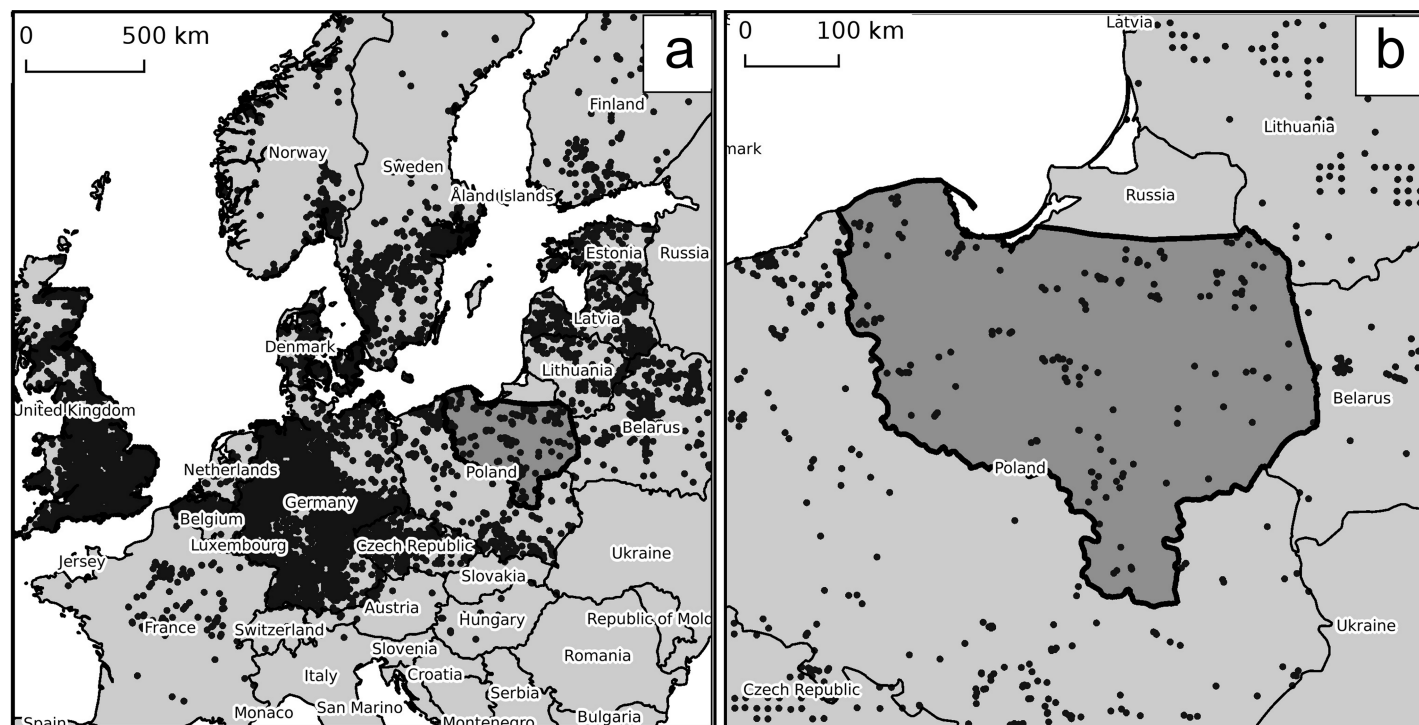 0 500 km
a
Finland
Norway
Sweden
Åland Islands
Estonia
Russia
Latvia
Denmark
Lithuania
United Kingdom
Belarus
Netherlands
Poland
Germany
Belgium
Luxembourg
Czech Republic
Ukraine
Jersey
Slovakia
Austria
France
Switzerland
Hungary
Republic of Mold
Slovenia
Romania
Italy
Croatia
Serbia
Monaco
San Marino
Montenegro
Bulgaria
Spain
0 100 km
b
Latvia
Lithuania
mark
Russia
Belarus
Poland
Ukraine
Czech Republic